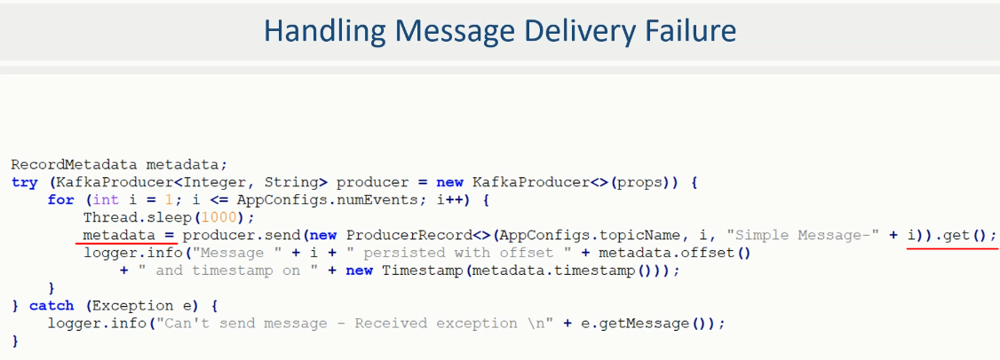 Handling Message Delivery Failure
RecordMetadata metadata;
try (KafkaProducer<Integer, String> producer = new KafkaProducer<>(props)) {
    for (int i = 1; i <= AppConfigs.numEvents; i++) {
        Thread.sleep(1000);
        metadata = producer.send(new ProducerRecord<>(AppConfigs.topicName, i, "Simple Message-" + i)).get();
        logger.info("Message " + i + " persisted with offset " + metadata.offset()
            + " and timestamp on " + new Timestamp(metadata.timestamp()));
    }
} catch (Exception e) {
    logger.info("Can't send message - Received exception \n" + e.getMessage());
}